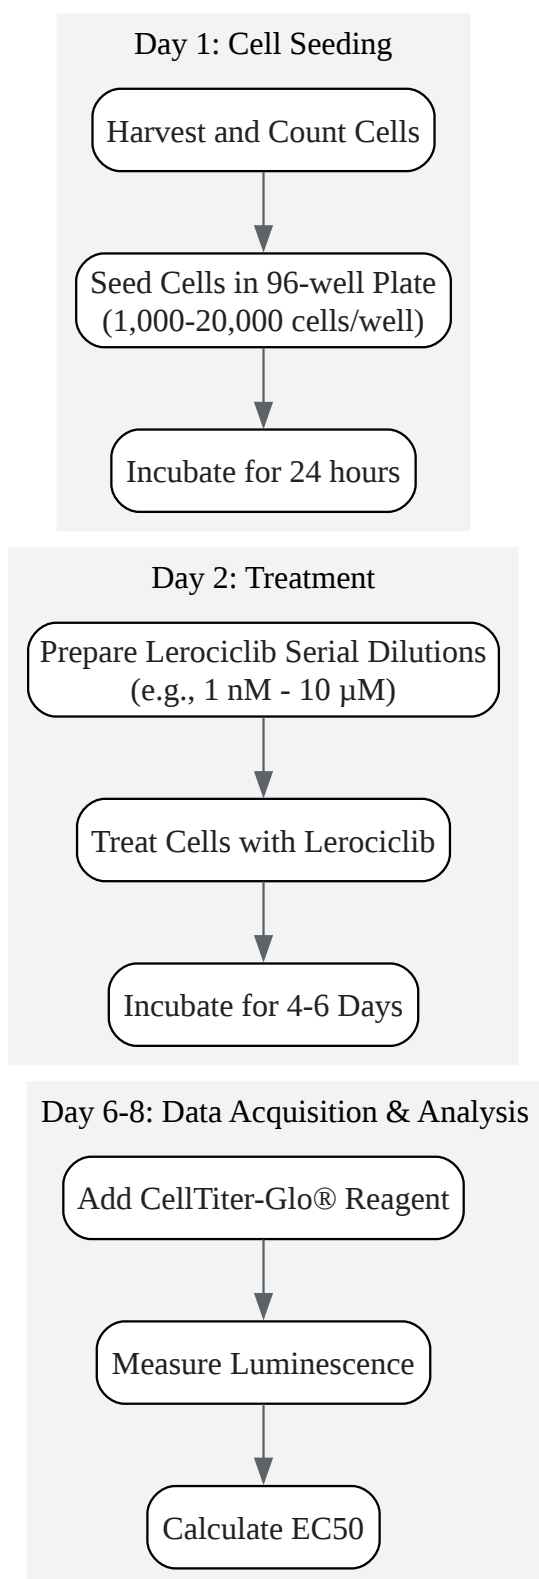 Day 1: Cell Seeding
Harvest and Count Cells
Seed Cells in 96-well Plate
(1,000-20,000 cells/well)
Incubate for 24 hours
Day 2: Treatment
Prepare Lerociclib Serial Dilutions
(e.g., 1 nM - 10 µM)
Treat Cells with Lerociclib
Incubate for 4-6 Days
Day 6-8: Data Acquisition & Analysis
Add CellTiter-Glo® Reagent
Measure Luminescence
Calculate EC50